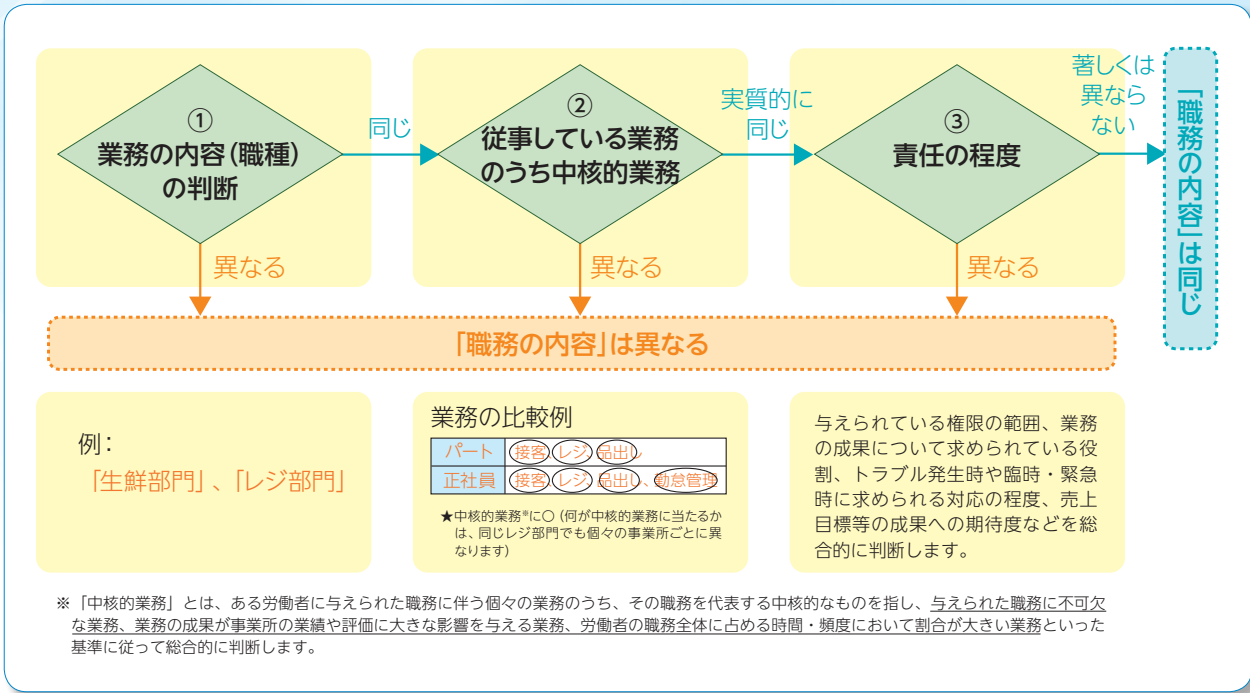 ①
業務の内容(職種)
の判断
同じ
②
従事している業務
のうち中核的業務
実質的に
同じ
③
責任の程度
著しくは
異なら
ない
「職務の内容」は同じ
異なる
異なる
異なる
「職務の内容」は異なる
例：
「生鮮部門」、「レジ部門」
業務の比較例
パート 接客、レジ、品出し
正社員 接客、レジ、品出し、勤怠管理
★中核的業務※に○（何が中核的業務に当たるか
は、同じレジ部門でも個々の事業所ごとに異
なります）
与えられている権限の範囲、業務
の成果について求められている役
割、トラブル発生時や臨時・緊急
時に求められる対応の程度、売上
目標等の成果への期待度などを総
合的に判断します。
※「中核的業務」とは、ある労働者に与えられた職務に伴う個々の業務のうち、その職務を代表する中核的なものを指し、与えられた職務に不可欠
な業務、業務の成果が事業所の業績や評価に大きな影響を与える業務、労働者の職務全体に占める時間・頻度において割合が大きい業務といった
基準に従って総合的に判断します。